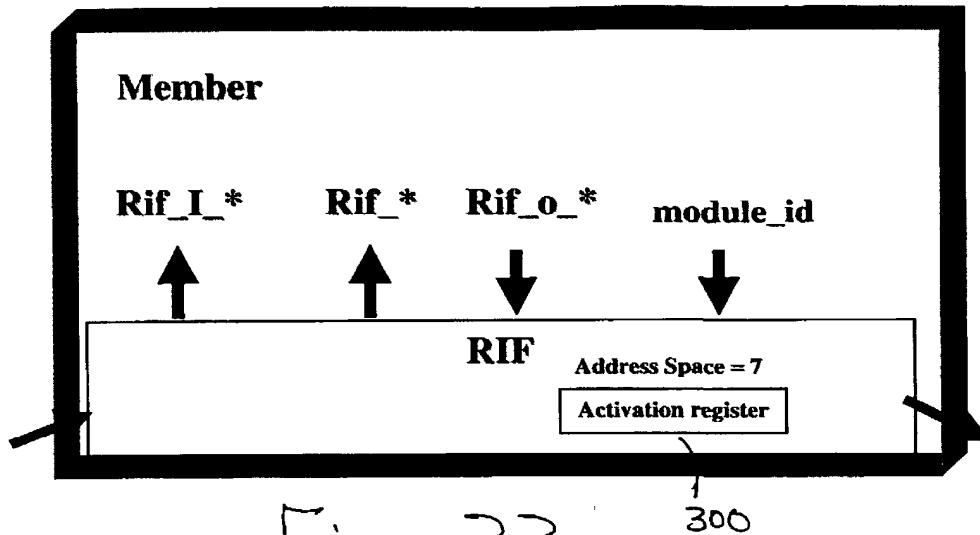 Member
Rif_I_* Rif_* Rif_o_* module_id
RIF
Address Space = 7
Activation register
300